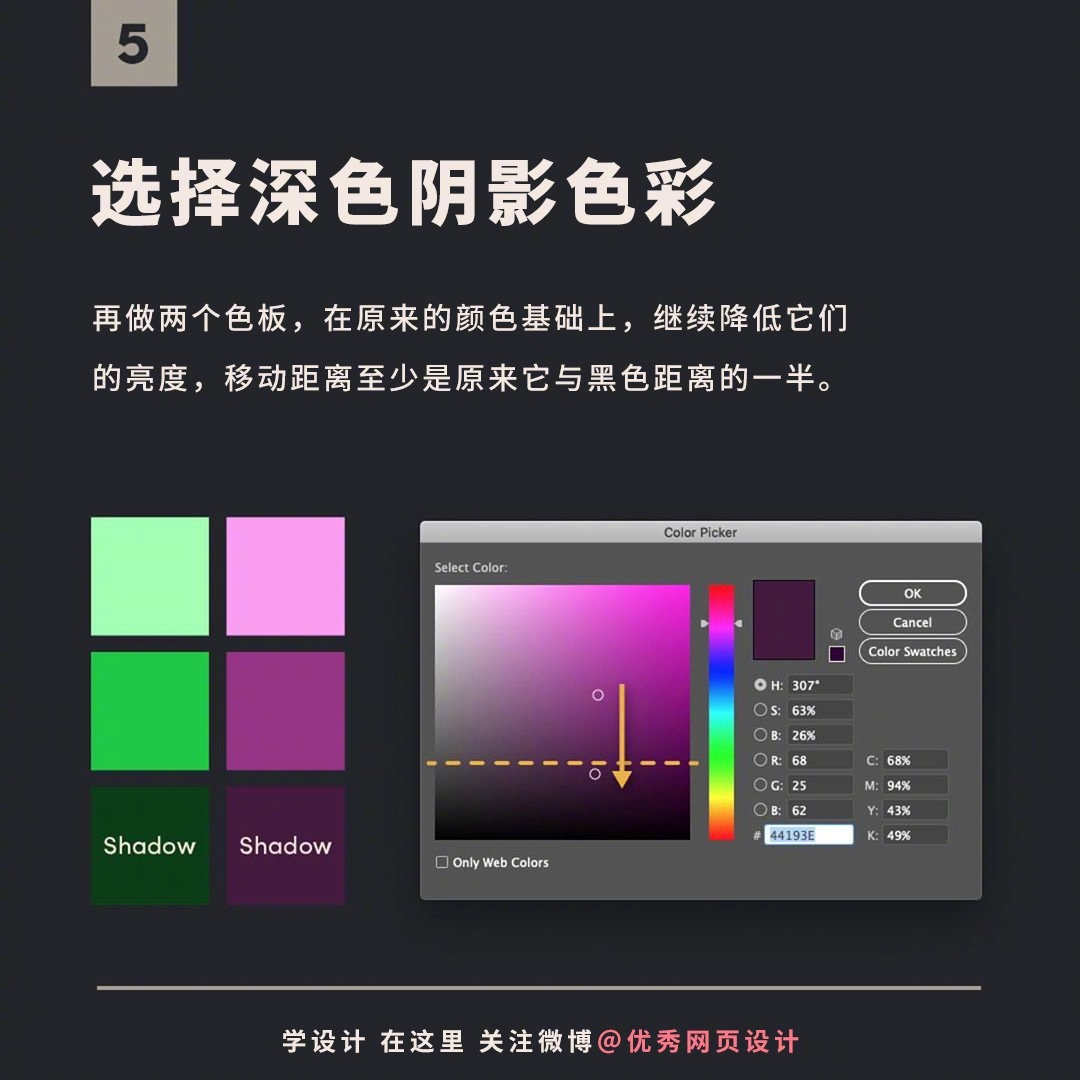 5
选择深色阴影色彩
再做两个色板，在原来的颜色基础上，继续降低它们
的亮度，移动距离至少是原来它与黑色距离的一半。
Shadow Shadow
Color Picker
Select Color:
OK
Cancel
Color Swatches
H: 307°
S: 63%
B: 26%
R: 68 C: 68%
G: 25 M: 94%
B: 62 Y: 43%
# 44193E K: 49%
Only Web Colors
学设计 在这里 关注微博@优秀网页设计